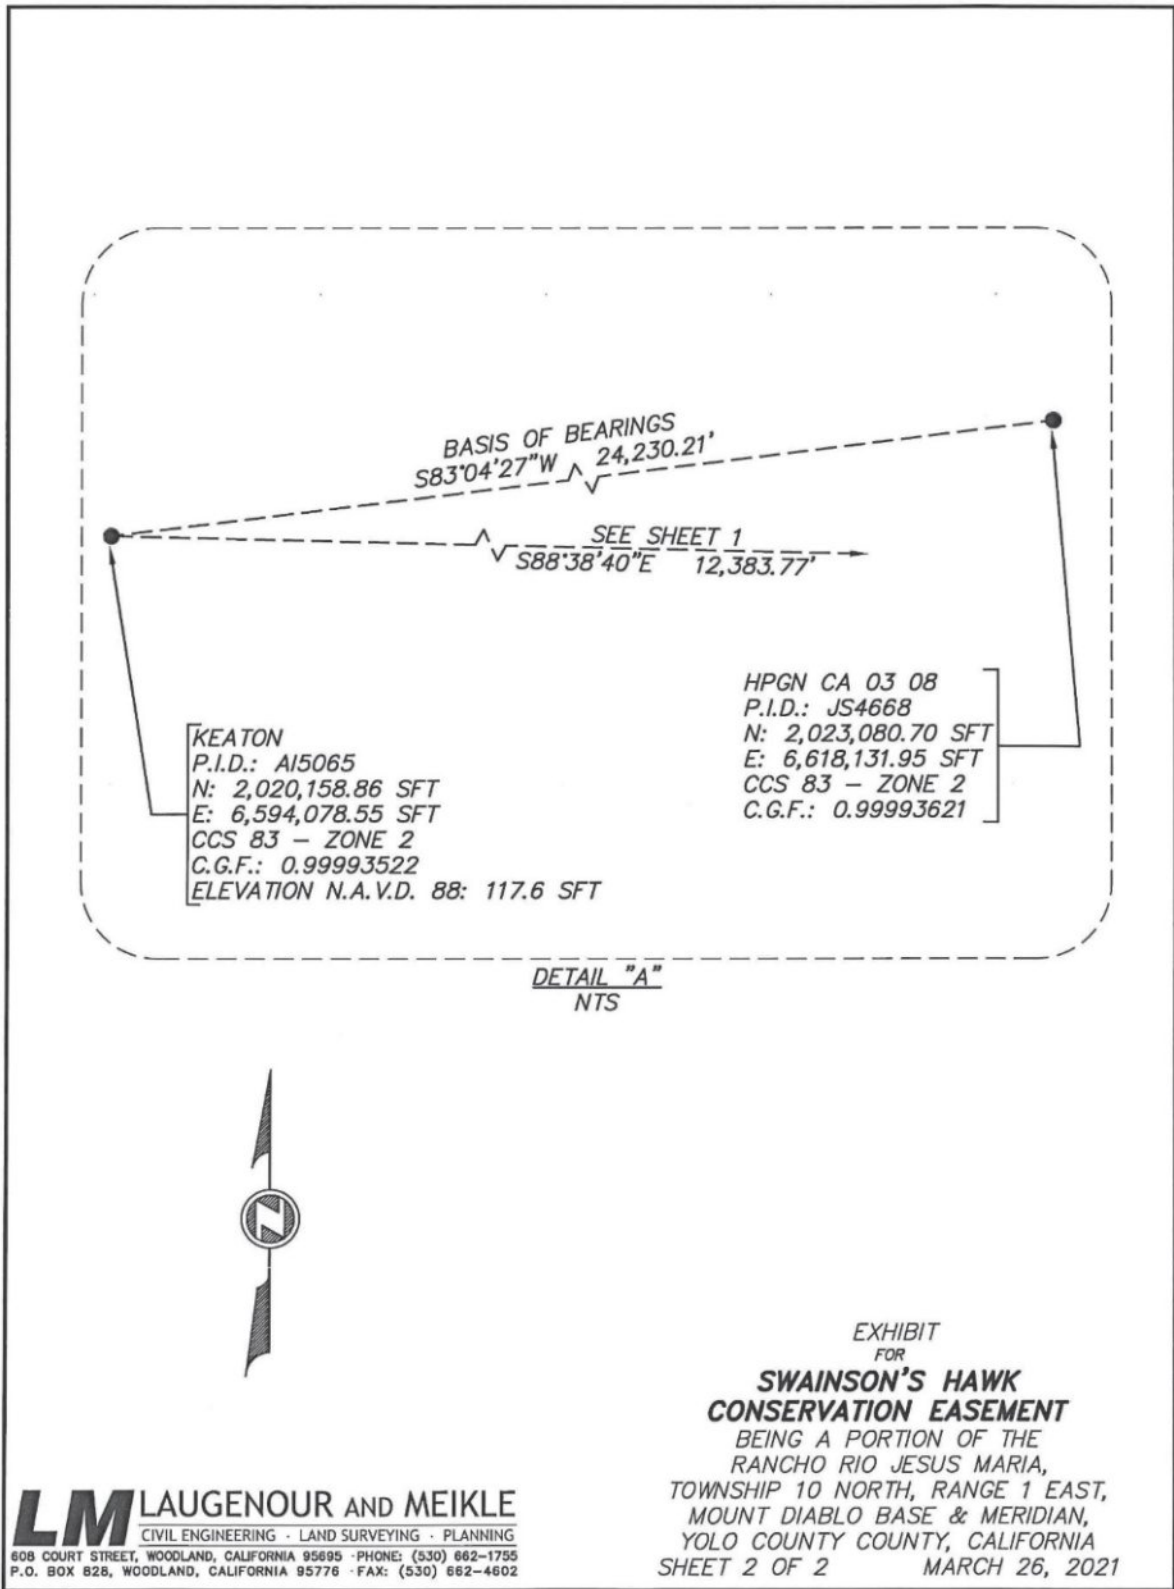 BASIS OF BEARINGS
S83°04'27"W 24,230.21'
SEE SHEET 1
S88°38'40"E 12,383.77'
HPGN CA 03 08
P.I.D.: JS4668
N: 2,023,080.70 SFT
E: 6,618,131.95 SFT
CCS 83 – ZONE 2
C.G.F.: 0.99993621
KEATON
P.I.D.: AI5065
N: 2,020,158.86 SFT
E: 6,594,078.55 SFT
CCS 83 – ZONE 2
C.G.F.: 0.99993522
ELEVATION N.A.V.D. 88: 117.6 SFT
DETAIL "A"
NTS
N
EXHIBIT
FOR
SWAINSON'S HAWK
CONSERVATION EASEMENT
BEING A PORTION OF THE
RANCHO RIO JESUS MARIA,
TOWNSHIP 10 NORTH, RANGE 1 EAST,
MOUNT DIABLO BASE & MERIDIAN,
YOLO COUNTY COUNTY, CALIFORNIA
SHEET 2 OF 2 MARCH 26, 2021
LM LAUGENOUR AND MEIKLE
CIVIL ENGINEERING · LAND SURVEYING · PLANNING
608 COURT STREET, WOODLAND, CALIFORNIA 95695 · PHONE: (530) 662–1755
P.O. BOX 828, WOODLAND, CALIFORNIA 95776 · FAX: (530) 662–4602